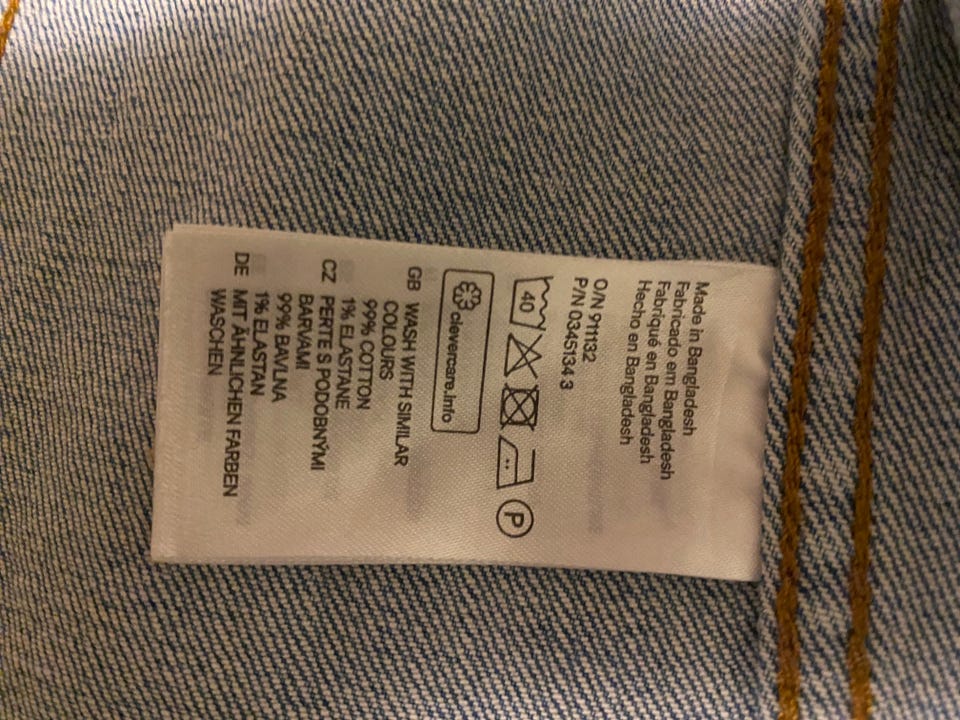 Made in Bangladesh
Fabricado em Bangladesh
Fabriqué en Bangladesh
Hecho en Bangladesh
O/N 911132
P/N 0345134 3
40
P
clevercare.info
GB WASH WITH SIMILAR
COLOURS
99% COTTON
1% ELASTANE
CZ PERTE S PODOBNÝMI
BARVAMI
99% BAVLNA
1% ELASTAN
DE MIT ÄHNLICHEN FARBEN
WASCHEN